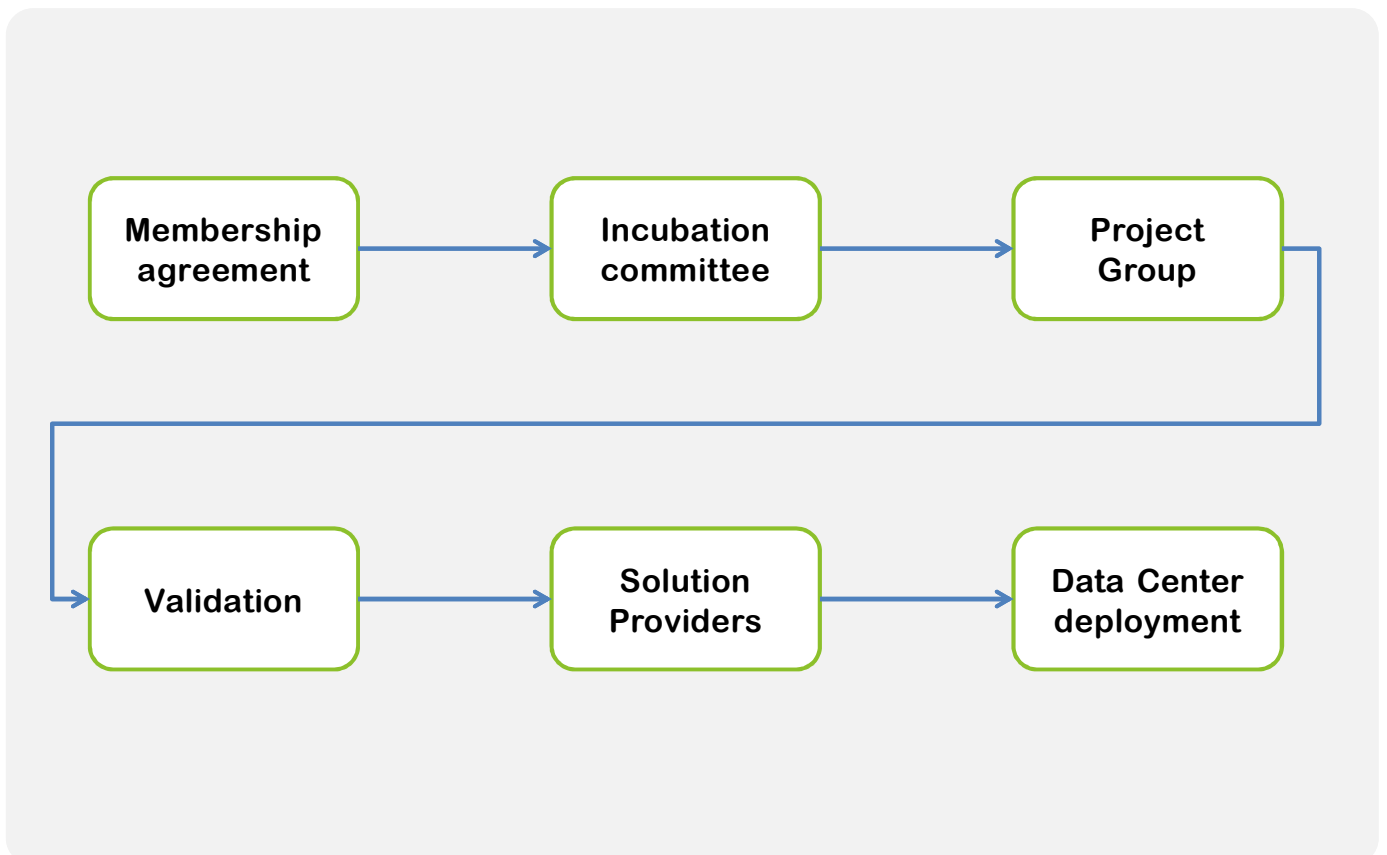 Membership
agreement
Incubation
committee
Project
Group
Validation
Solution
Providers
Data Center
deployment